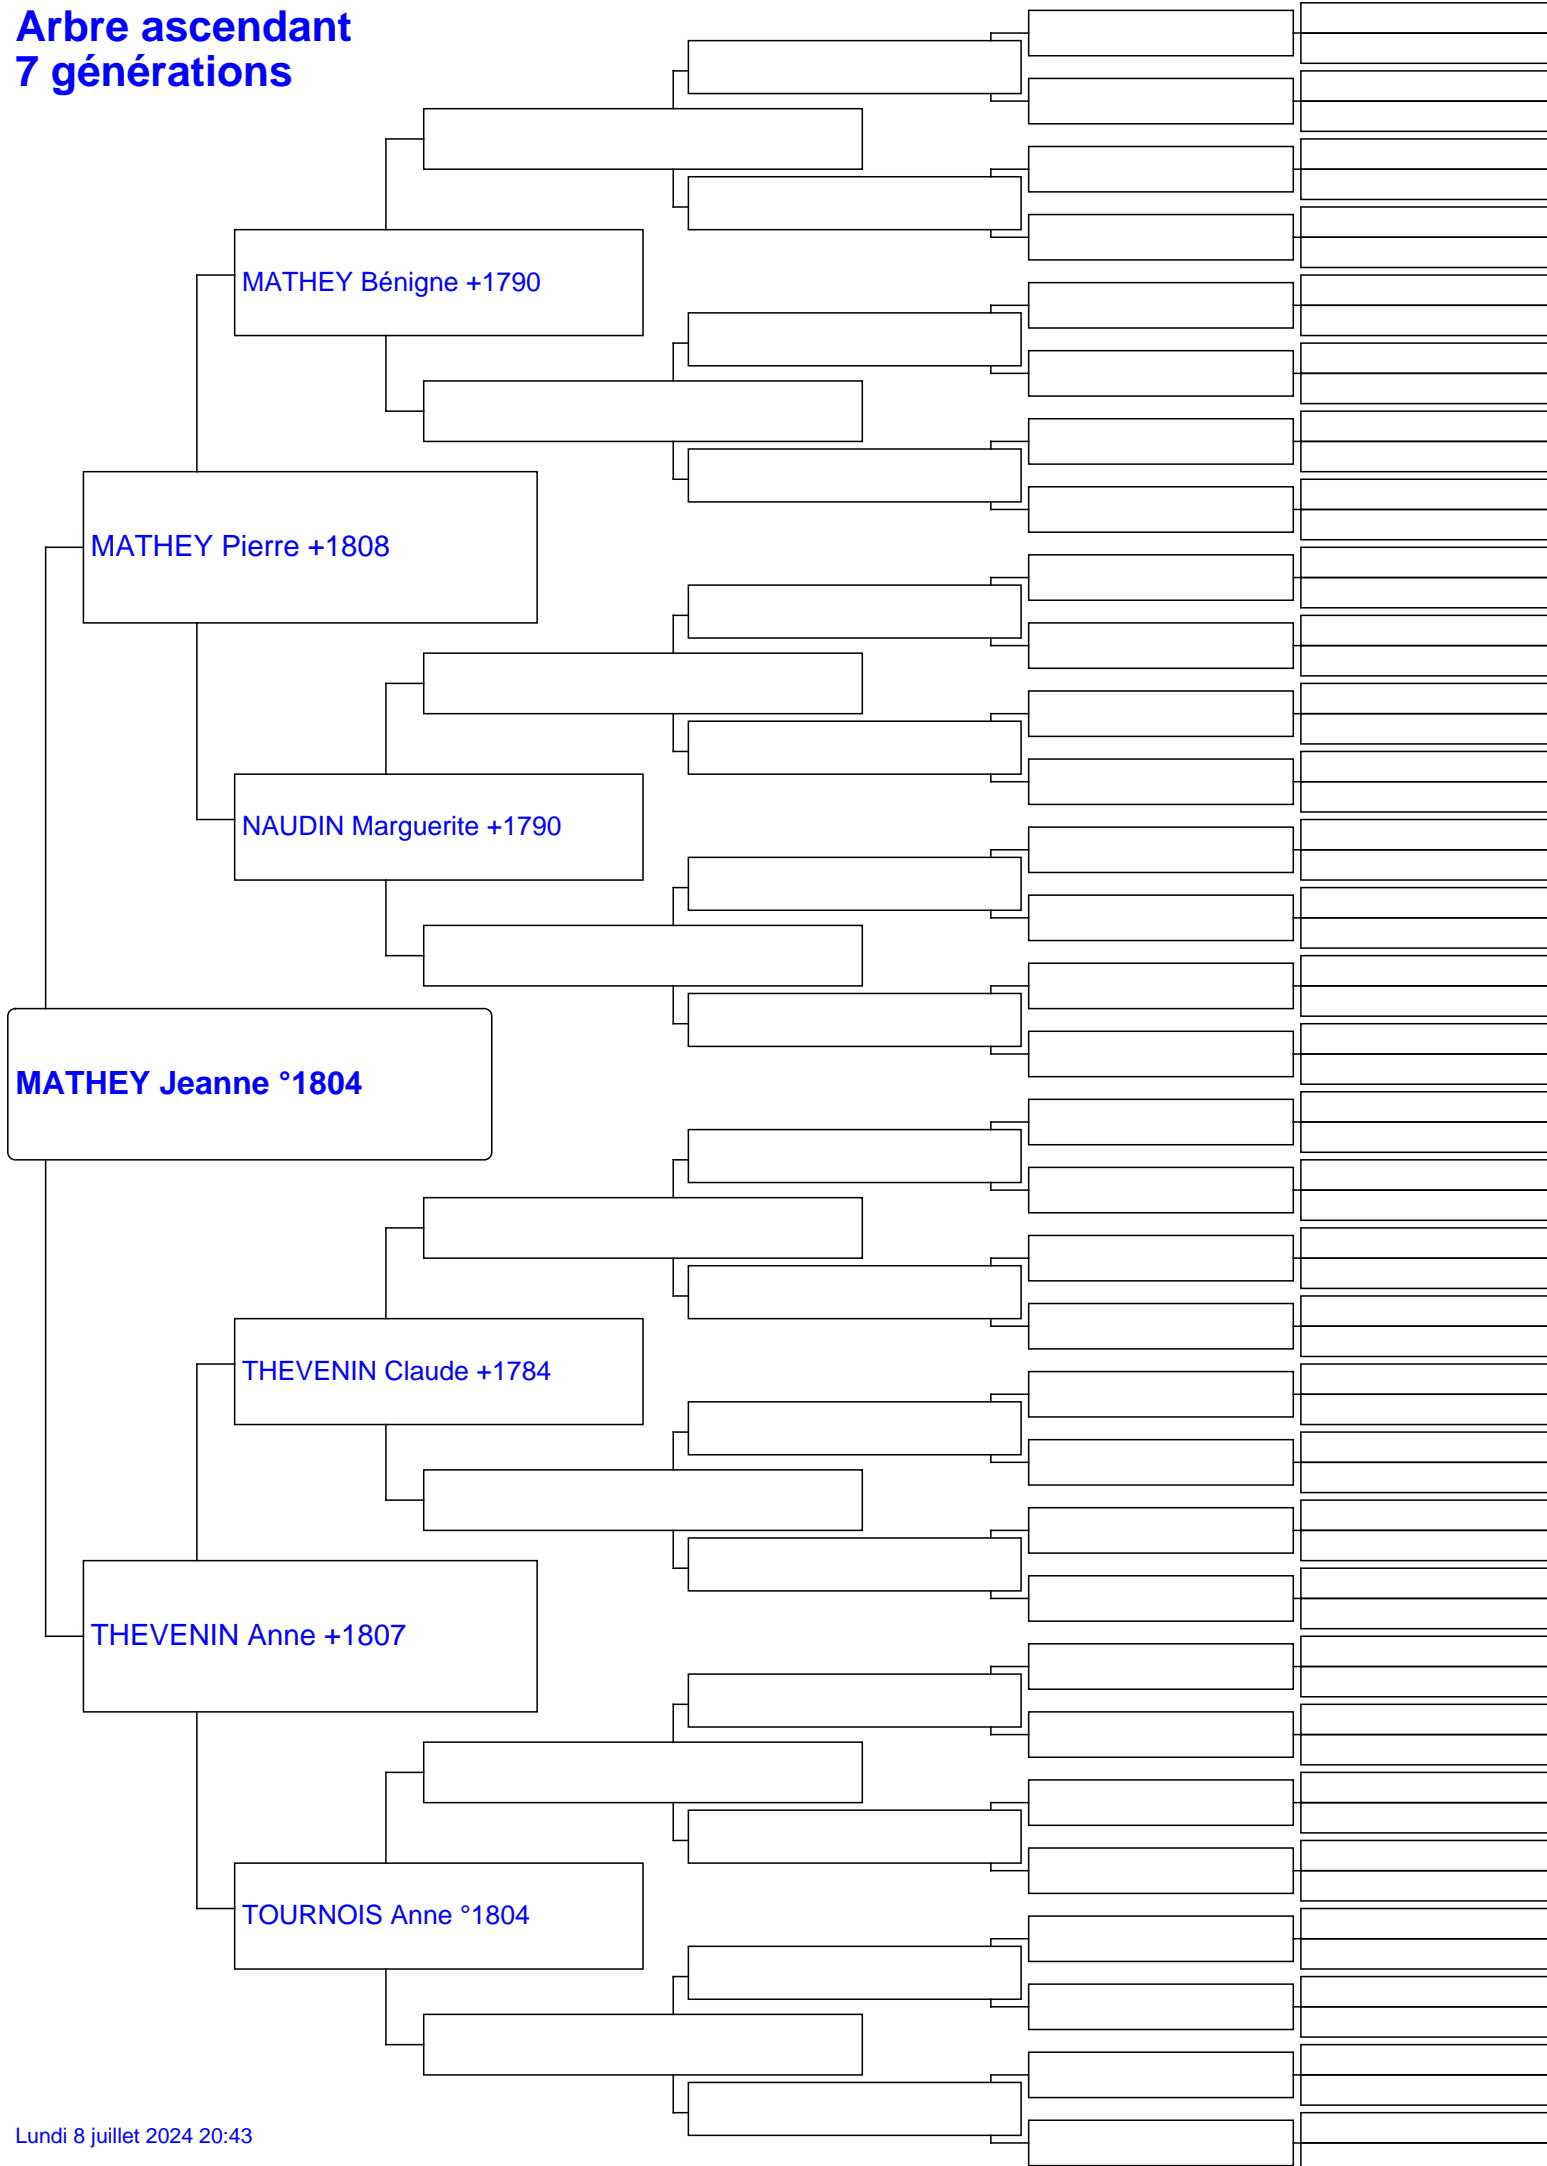 Arbre ascendant
7 générations
MATHEY Bénigne +1790
MATHEY Pierre +1808
NAUDIN Marguerite +1790
MATHEY Jeanne °1804
THEVENIN Claude +1784
THEVENIN Anne +1807
TOURNOIS Anne °1804
Lundi 8 juillet 2024 20:43